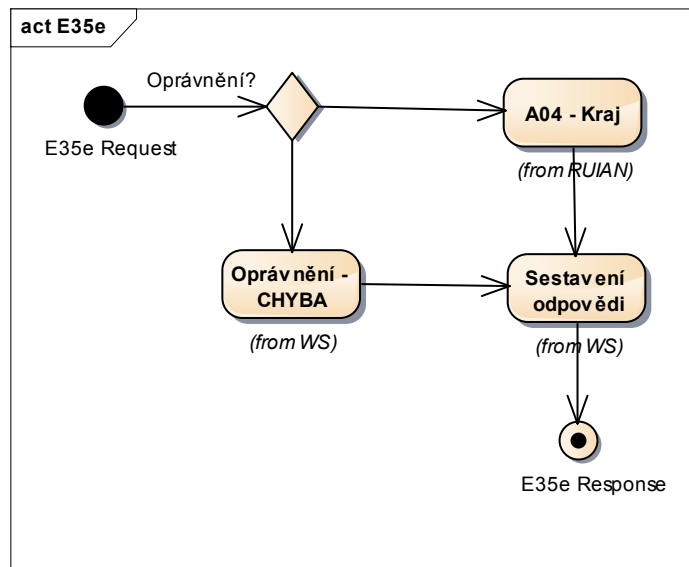 act E35e
Oprávnění?
E35e Request
A04 - Kraj
(from RUIAN)
Oprávnění -
CHYBA
(from WS)
Sestavení
odpovědi
(from WS)
E35e Response